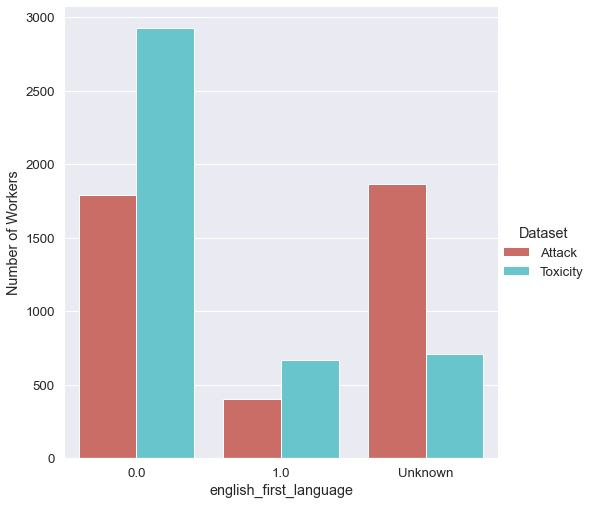 3000
2500
2000
1500
1000
500
0
Number of Workers
0.0 1.0 Unknown
english_first_language
Dataset
Attack
Toxicity